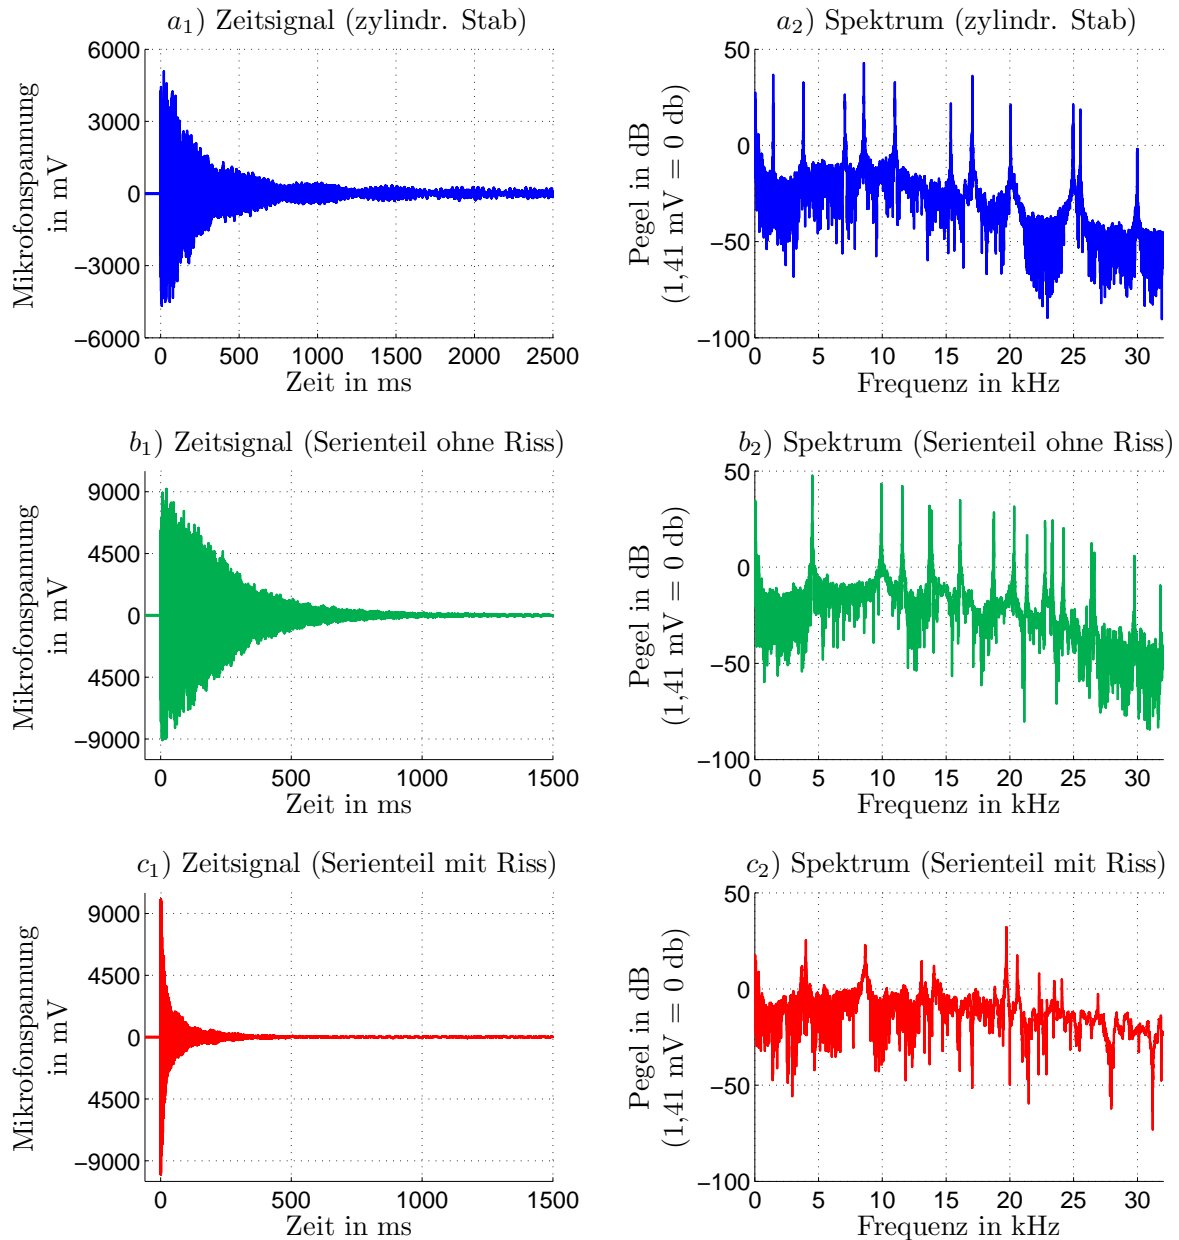 a1) Zeitsignal (zylindr. Stab)
6000
3000
0
−3000
−6000
0 500 1000 1500 2000 2500
Mikrofonspannung
in mV
Zeit in ms
a2) Spektrum (zylindr. Stab)
50
0
−50
−100
0 5 10 15 20 25 30
Pegel in dB
(1,41 mV = 0 db)
Frequenz in kHz
b1) Zeitsignal (Serienteil ohne Riss)
9000
4500
0
−4500
−9000
0 500 1000 1500
Mikrofonspannung
in mV
Zeit in ms
b2) Spektrum (Serienteil ohne Riss)
50
0
−50
−100
0 5 10 15 20 25 30
Pegel in dB
(1,41 mV = 0 db)
Frequenz in kHz
c1) Zeitsignal (Serienteil mit Riss)
9000
4500
0
−4500
−9000
0 500 1000 1500
Mikrofonspannung
in mV
Zeit in ms
c2) Spektrum (Serienteil mit Riss)
50
0
−50
−100
0 5 10 15 20 25 30
Pegel in dB
(1,41 mV = 0 db)
Frequenz in kHz